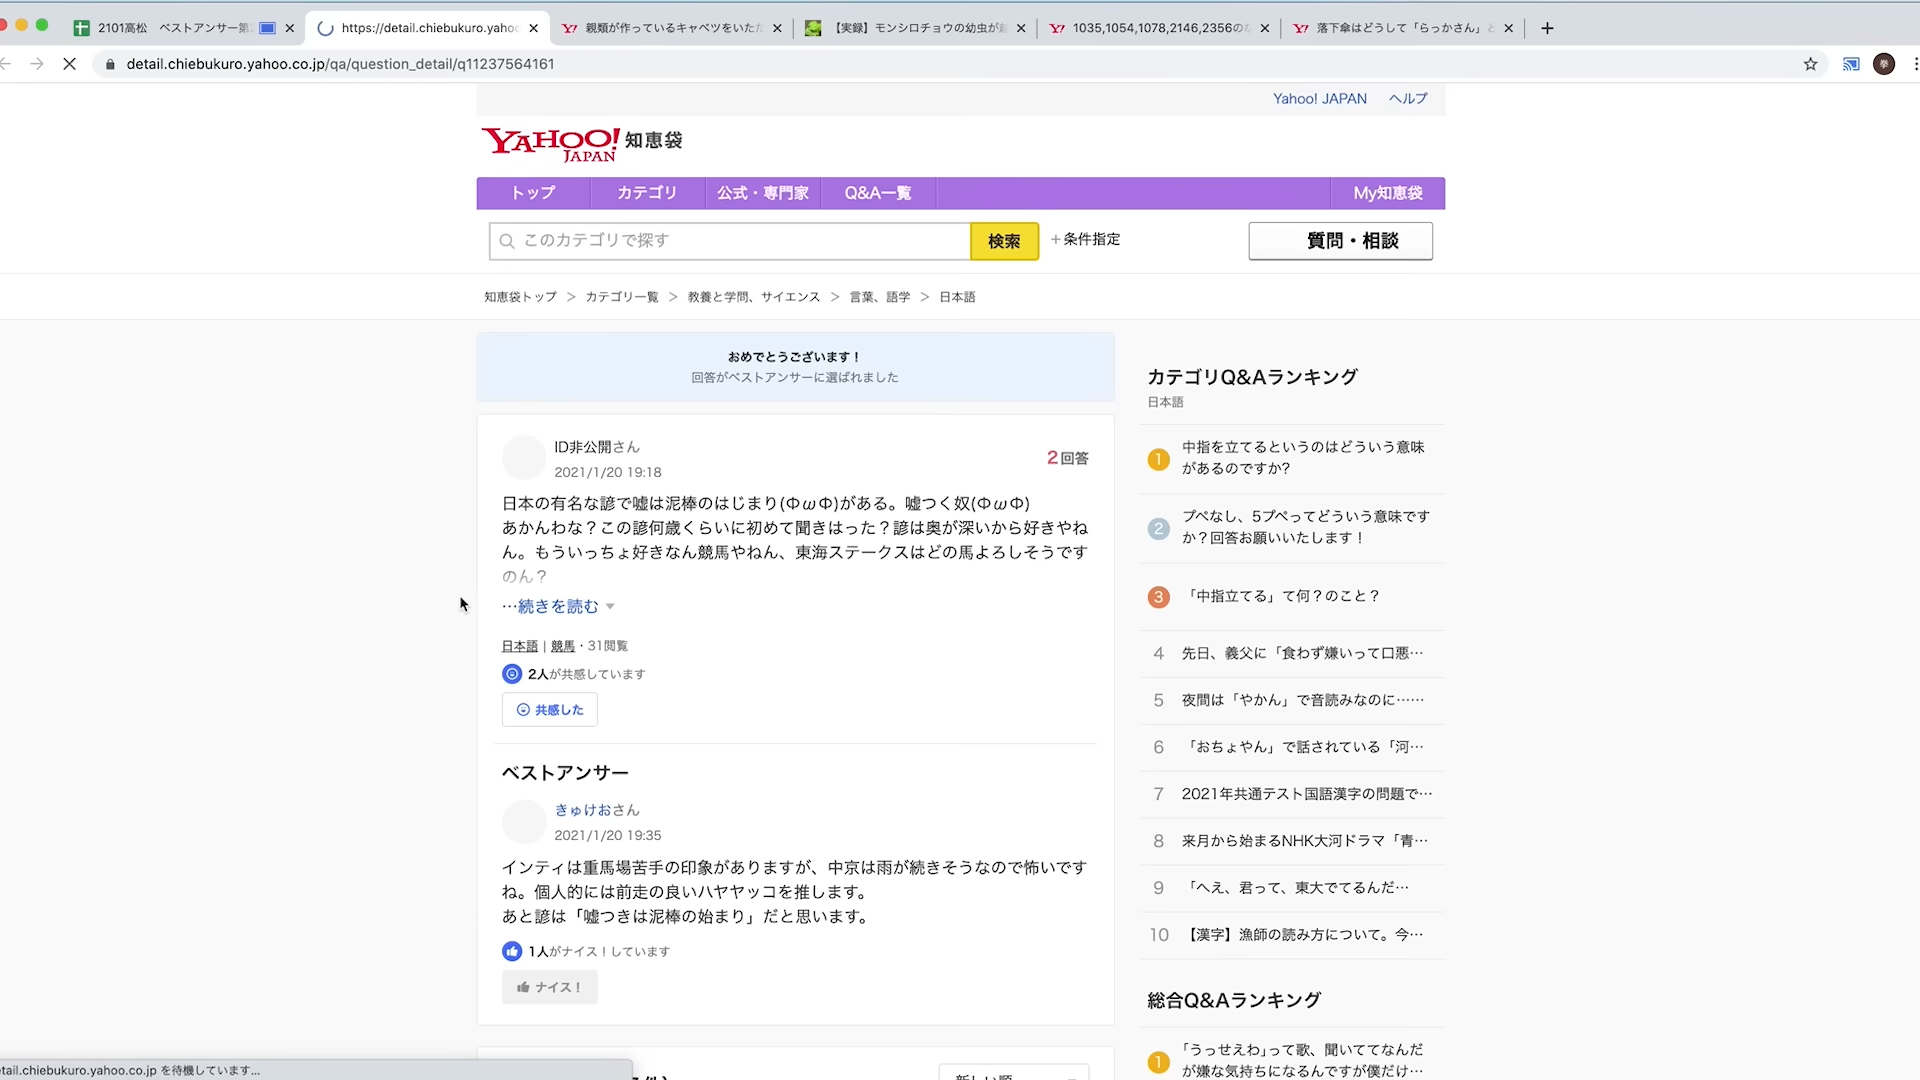 2101高松 ベストアンサー第
https://detail.chiebukuro.yahoo
親類が作っているキャベツをいた
【実録】モンシロチョウの幼虫が
1035,1054,1078,2146,2356の
落下傘はどうして「らっかさん」と
detail.chiebukuro.yahoo.co.jp/qa/question_detail/q11237564161
Yahoo! JAPAN ヘルプ
YAHOO! JAPAN 知恵袋
トップ カテゴリ 公式・専門家 Q&A一覧 My知恵袋
このカテゴリで探す 検索 +条件指定 質問・相談
知恵袋トップ > カテゴリ一覧 > 教養と学問、サイエンス > 言葉、語学 > 日本語
おめでとうございます！
回答がベストアンサーに選ばれました
ID非公開さん
2021/1/20 19:18
2回答
日本の有名な諺で嘘は泥棒のはじまり(ΦωΦ)がある。嘘つく奴(ΦωΦ)
あかんわな？この諺何歳くらいに初めて聞きはった？諺は奥が深いから好きやね
ん。もういっちょ好きなん競馬やねん、東海ステークスはどの馬よろしそうです
のん？
…続きを読む
日本語 | 競馬・31閲覧
2人が共感しています
共感した
ベストアンサー
きゅけおさん
2021/1/20 19:35
インティは重馬場苦手の印象がありますが、中京は雨が続きそうなので怖いです
ね。個人的には前走の良いハヤヤッコを推します。
あと諺は「嘘つきは泥棒の始まり」だと思います。
1人がナイス！しています
ナイス！
新しい順
カテゴリQ&Aランキング
日本語
1 中指を立てるというのはどういう意味
があるのですか?
2 プペなし、5プペってどういう意味です
か？回答お願いいたします！
3 「中指立てる」て何？のこと？
4 先日、義父に「食わず嫌いって口悪…
5 夜間は「やかん」で音読みなのに……
6 「おちょやん」で話されている「河…
7 2021年共通テスト国語漢字の問題で…
8 来月から始まるNHK大河ドラマ「青…
9 「へえ、君って、東大でてるんだ…
10 【漢字】漁師の読み方について。今…
総合Q&Aランキング
1 「うっせえわ」って歌、聞いててなんだ
が嫌な気持ちになるんですが僕だけ…
etail.chiebukuro.yahoo.co.jp を待機しています...